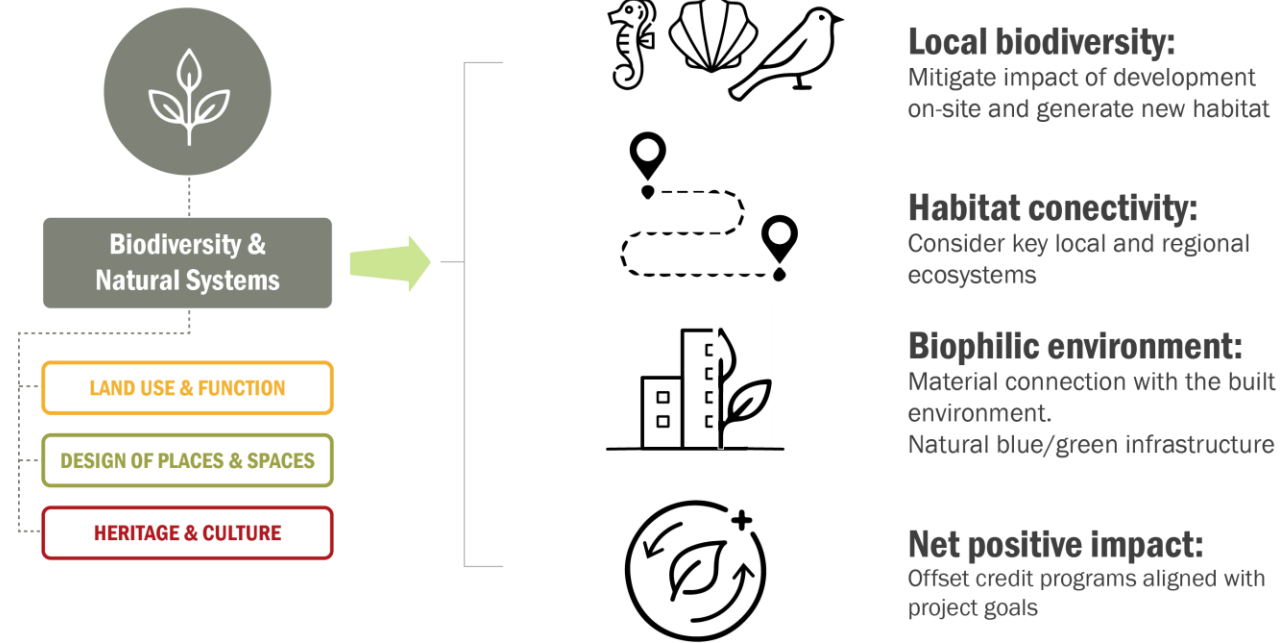 Biodiversity &
Natural Systems
LAND USE & FUNCTION
DESIGN OF PLACES & SPACES
HERITAGE & CULTURE
Local biodiversity:
Mitigate impact of development
on-site and generate new habitat
Habitat conectivity:
Consider key local and regional
ecosystems
Biophilic environment:
Material connection with the built
environment.
Natural blue/green infrastructure
Net positive impact:
Offset credit programs aligned with
project goals